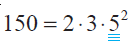 150 = 2 · 3 · 5²